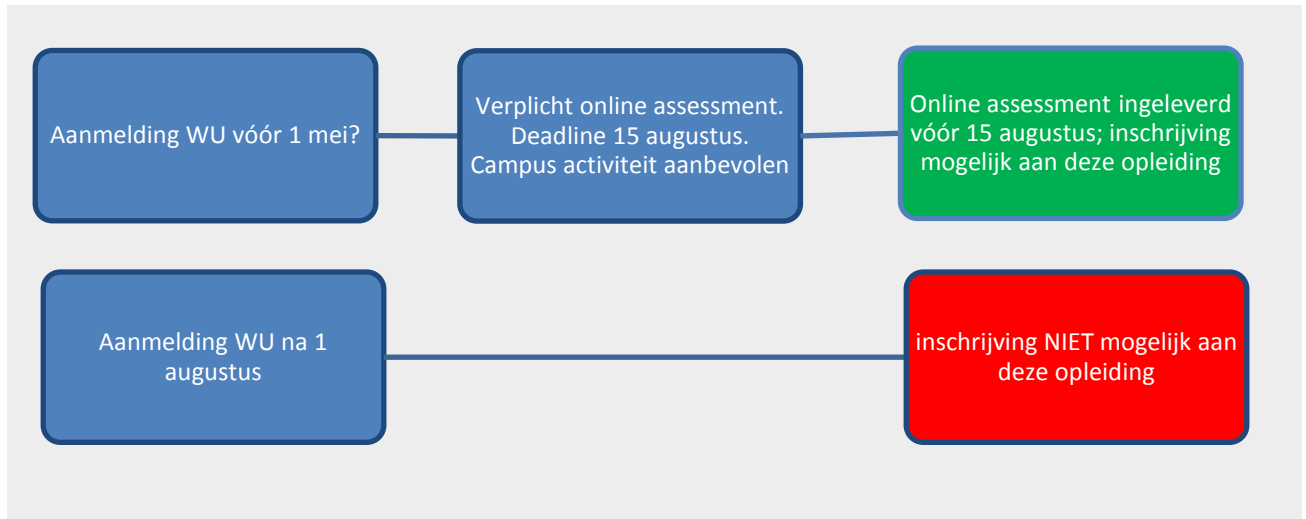 Aanmelding WU vóór 1 mei?
Verplicht online assessment.
Deadline 15 augustus.
Campus activiteit aanbevolen
Online assessment ingeleverd
vóór 15 augustus; inschrijving
mogelijk aan deze opleiding
Aanmelding WU na 1
augustus
inschrijving NIET mogelijk aan
deze opleiding